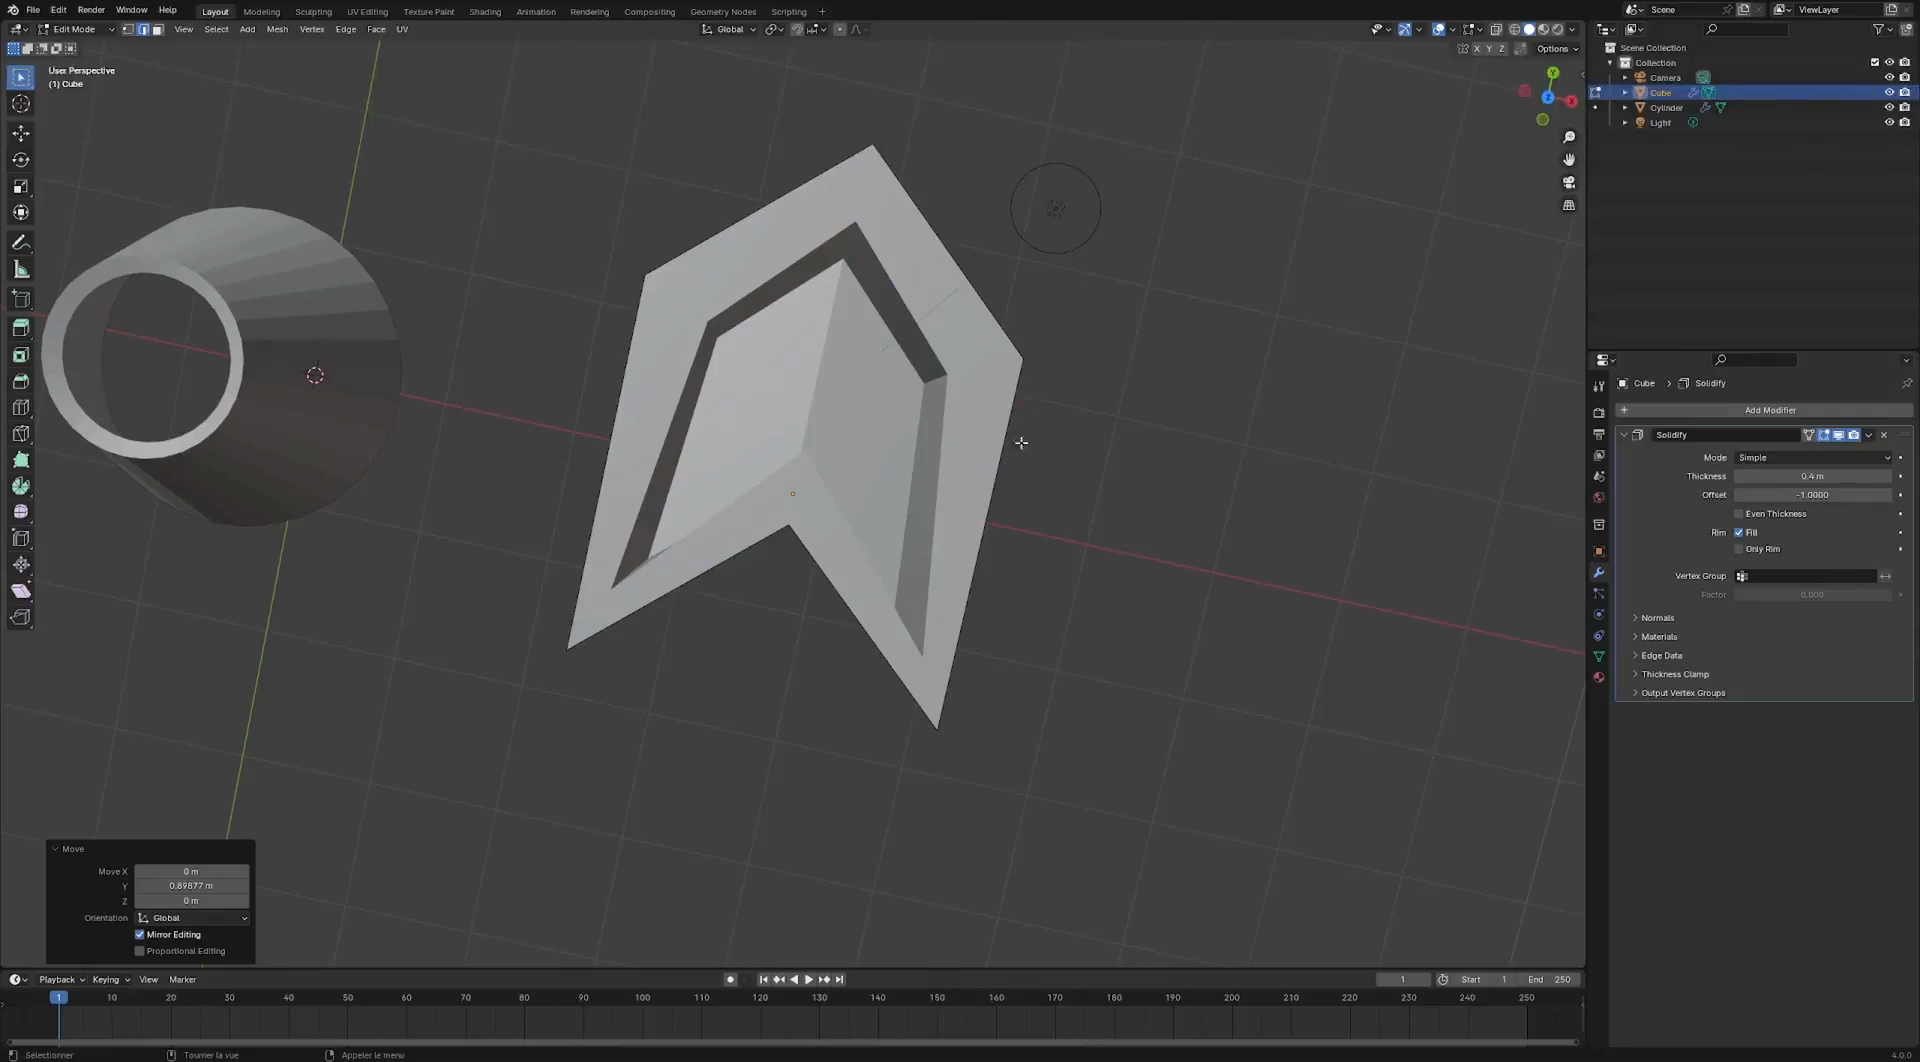 File Edit Render Window Help Layout Modeling Sculpting UV Editing Texture Paint Shading Animation Rendering Compositing Geometry Nodes Scripting + Scene ViewLayer
Edit Mode View Select Add Mesh Vertex Edge Face UV Global
X Y Z Options
User Perspective
(1) Cube
Y
Z
X
Scene Collection
Collection
Camera
Cube
Cylinder
Light
Cube > Solidify
+ Add Modifier
Solidify
Mode Simple
Thickness 0.4 m
Offset -1.0000
Even Thickness
Rim Fill
Only Rim
Vertex Group
Factor 0.000
Normals
Materials
Edge Data
Thickness Clamp
Output Vertex Groups
Move
Move X 0 m
Y 0.89877 m
Z 0 m
Orientation Global
Mirror Editing
Proportional Editing
Playback Keying View Marker 1 Start 1 End 250
1 10 20 30 40 50 60 70 80 90 100 110 120 130 140 150 160 170 180 190 200 210 220 230 240 250
Sélectionner Tourner la vue Appeler le menu 4.0.0